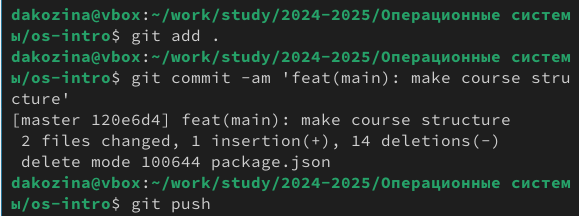 dakozina@vbox:~/work/study/2024-2025/Операционные систем
ы/os-intro$ git add .
dakozina@vbox:~/work/study/2024-2025/Операционные систем
ы/os-intro$ git commit -am 'feat(main): make course stru
cture'
[master 120e6d4] feat(main): make course structure
 2 files changed, 1 insertion(+), 14 deletions(-)
 delete mode 100644 package.json
dakozina@vbox:~/work/study/2024-2025/Операционные систем
ы/os-intro$ git push